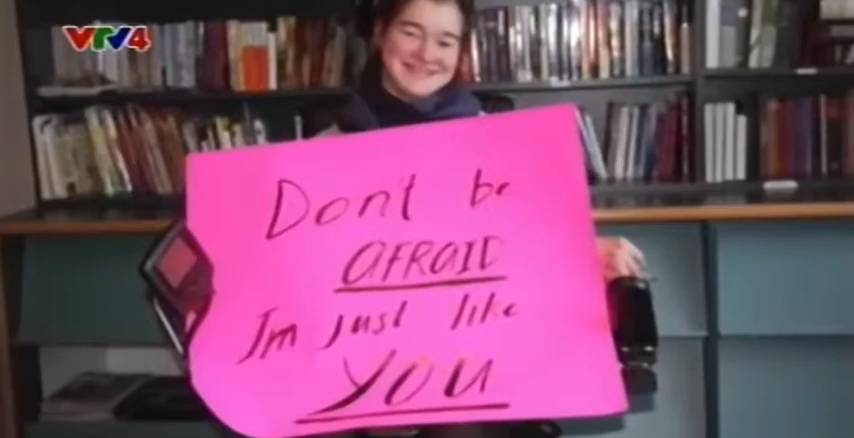 VTV4
Don't be
AFRAID
I'm just like
YOU